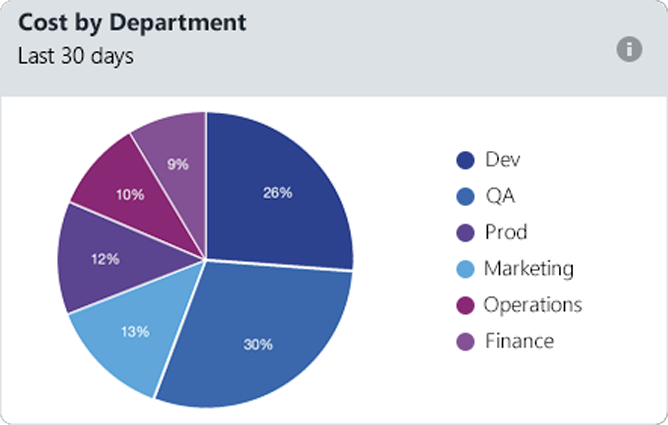 Cost by Department
Last 30 days
i
9%
26%
10%
12%
13%
30%
Dev
QA
Prod
Marketing
Operations
Finance